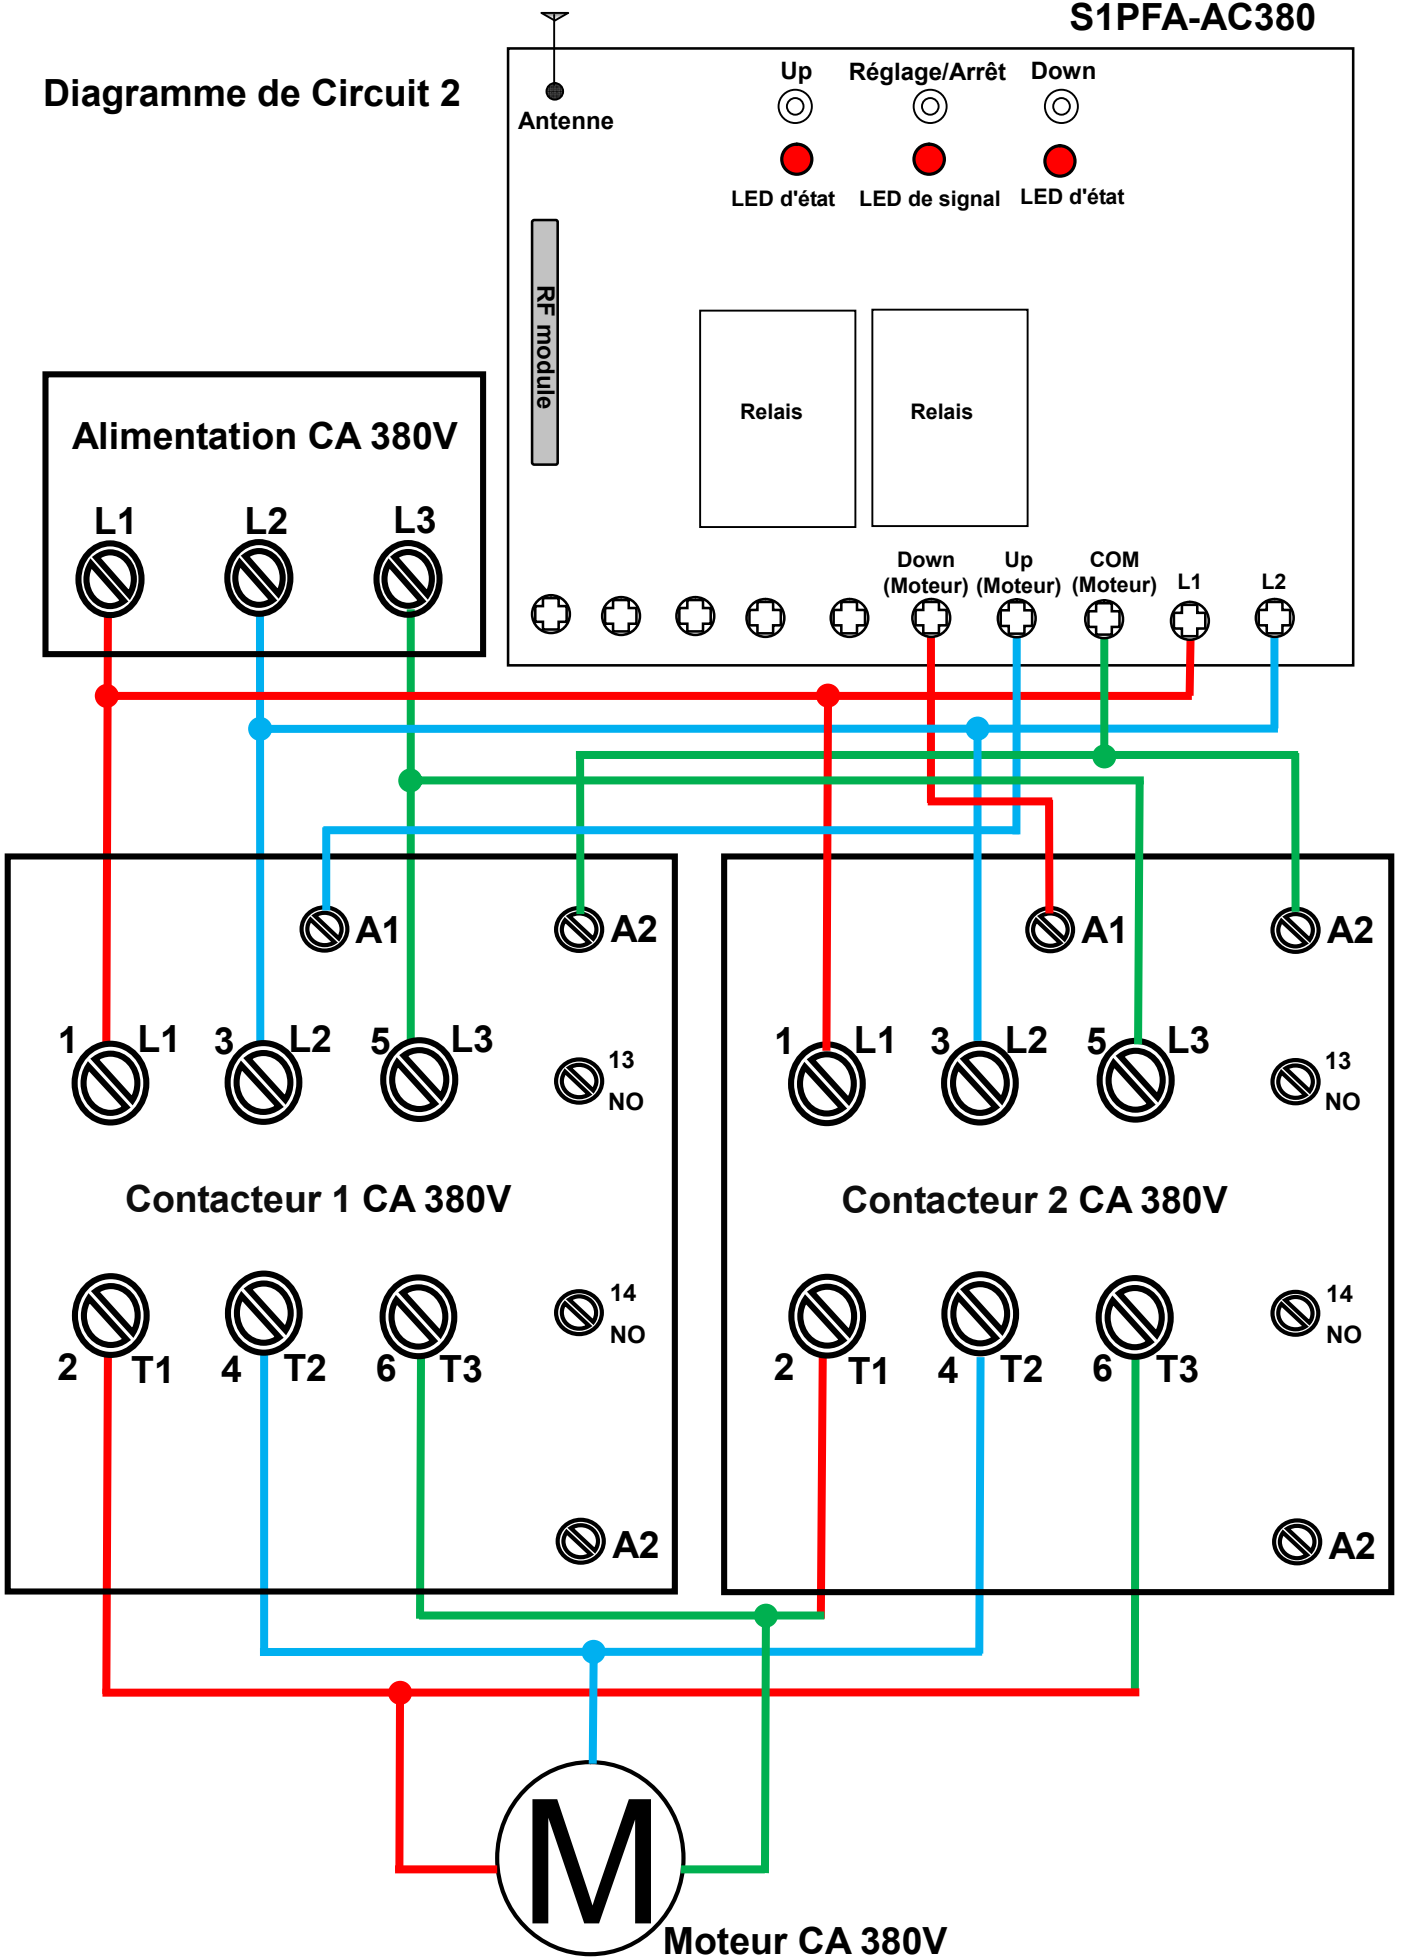 S1PFA-AC380
Diagramme de Circuit 2
Antenne
Up
Réglage/Arrêt
Down
LED d'état
LED de signal
LED d'état
RF module
Relais
Relais
Alimentation CA 380V
L1
L2
L3
Down
(Moteur)
Up
(Moteur)
COM
(Moteur)
L1
L2
A1
A2
1
L1
3
L2
5
L3
13
NO
Contacteur 1 CA 380V
14
NO
2
T1
4
T2
6
T3
A2
A1
A2
1
L1
3
L2
5
L3
13
NO
Contacteur 2 CA 380V
14
NO
2
T1
4
T2
6
T3
A2
M
Moteur CA 380V